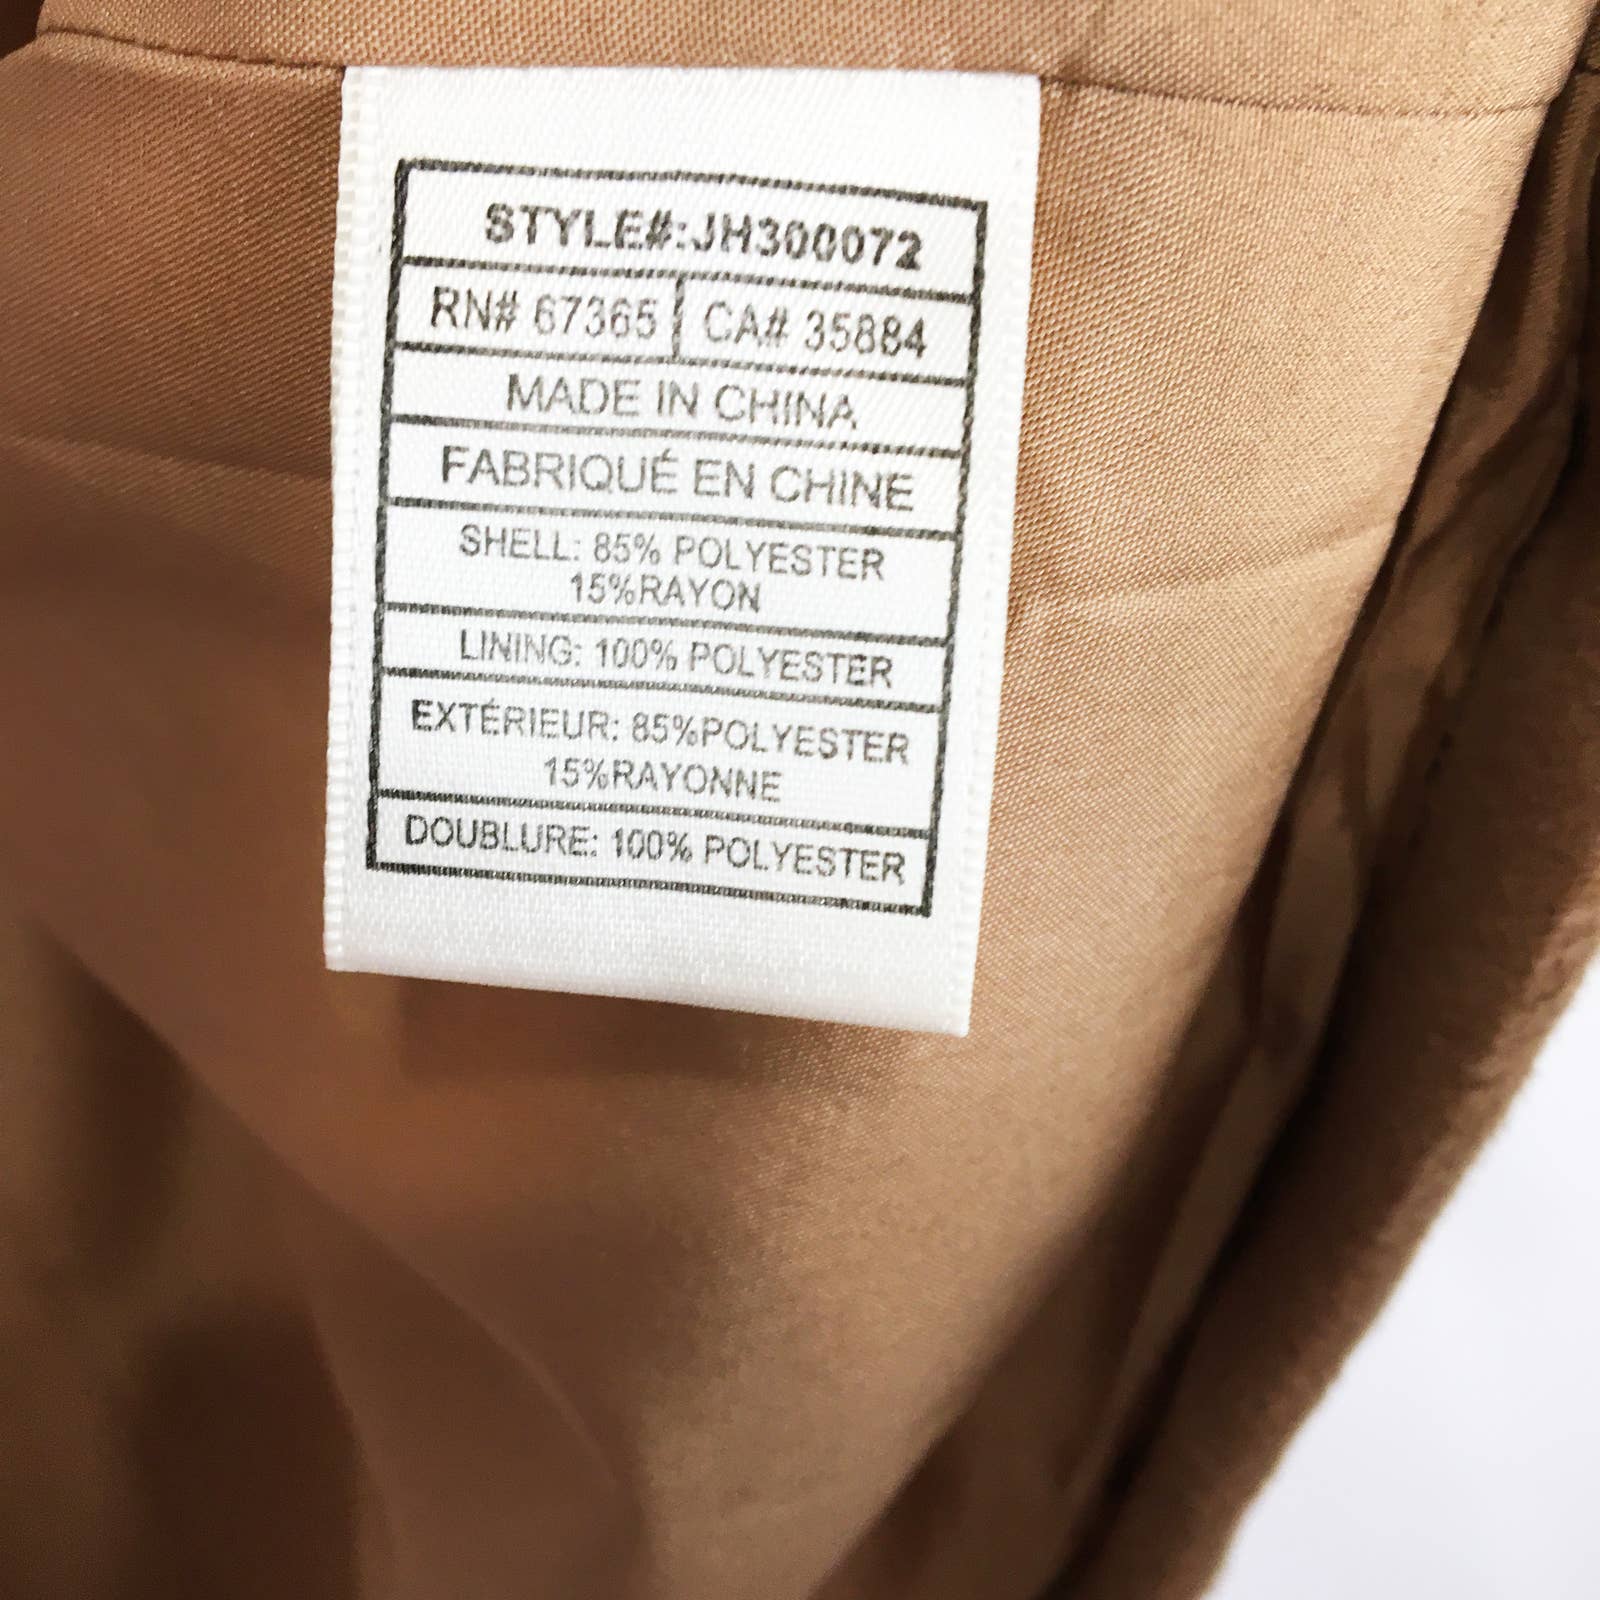 STYLE#:JH300072
RN# 67365 CA# 35884
MADE IN CHINA
FABRIQUÉ EN CHINE
SHELL: 85% POLYESTER
15%RAYON
LINING: 100% POLYESTER
EXTÉRIEUR: 85%POLYESTER
15%RAYONNE
DOUBLURE: 100% POLYESTER